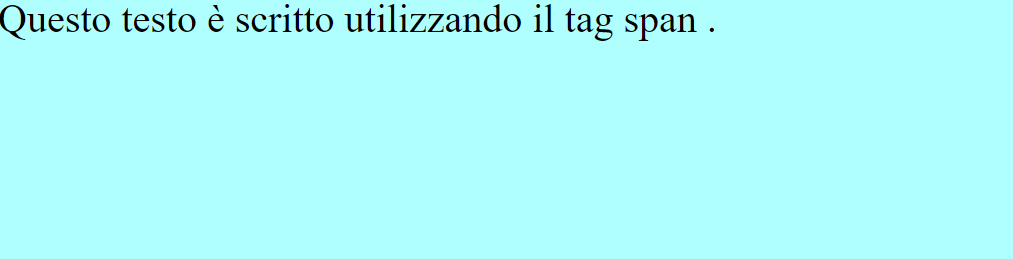 Questo testo è scritto utilizzando il tag span .